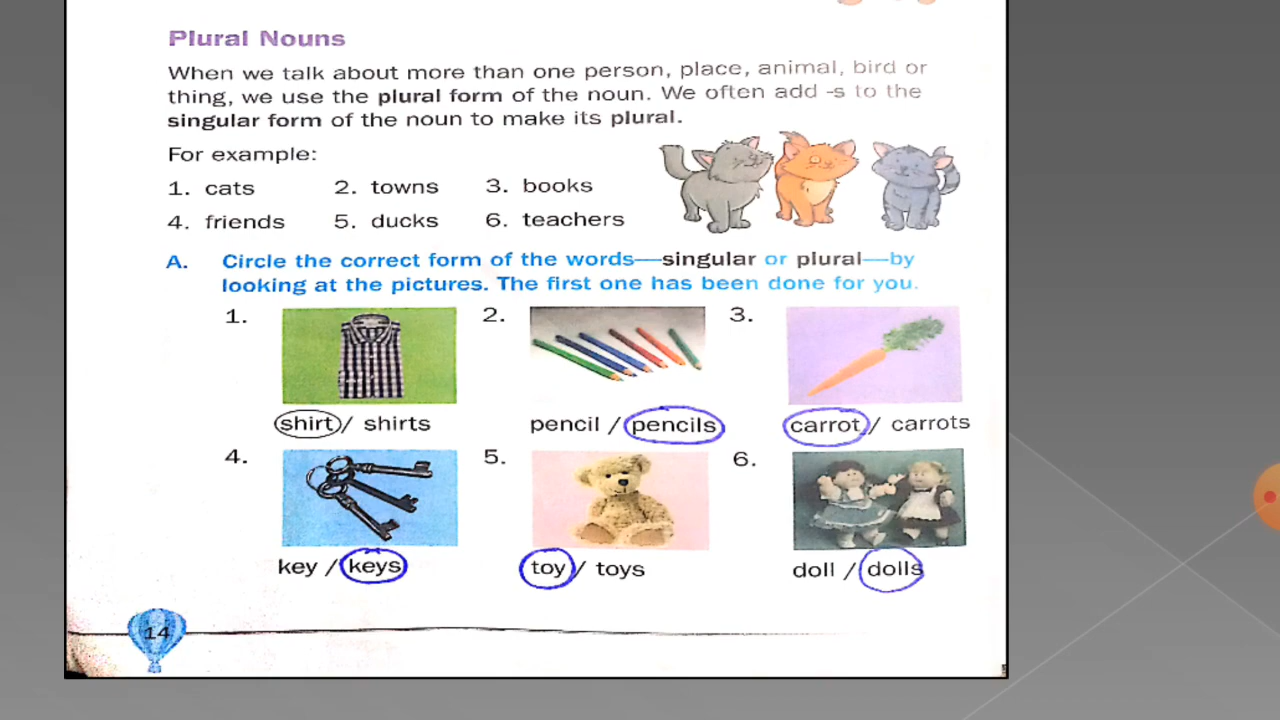 Plural Nouns
When we talk about more than one person, place, animal, bird or
thing, we use the plural form of the noun. We often add -s to the
singular form of the noun to make its plural.
For example:
1. cats 2. towns 3. books
4. friends 5. ducks 6. teachers
A. Circle the correct form of the words—singular or plural—by
looking at the pictures. The first one has been done for you.
1. 2. 3.
shirt / shirts pencil / pencils carrot / carrots
4. 5. 6.
key / keys toy / toys doll / dolls
14